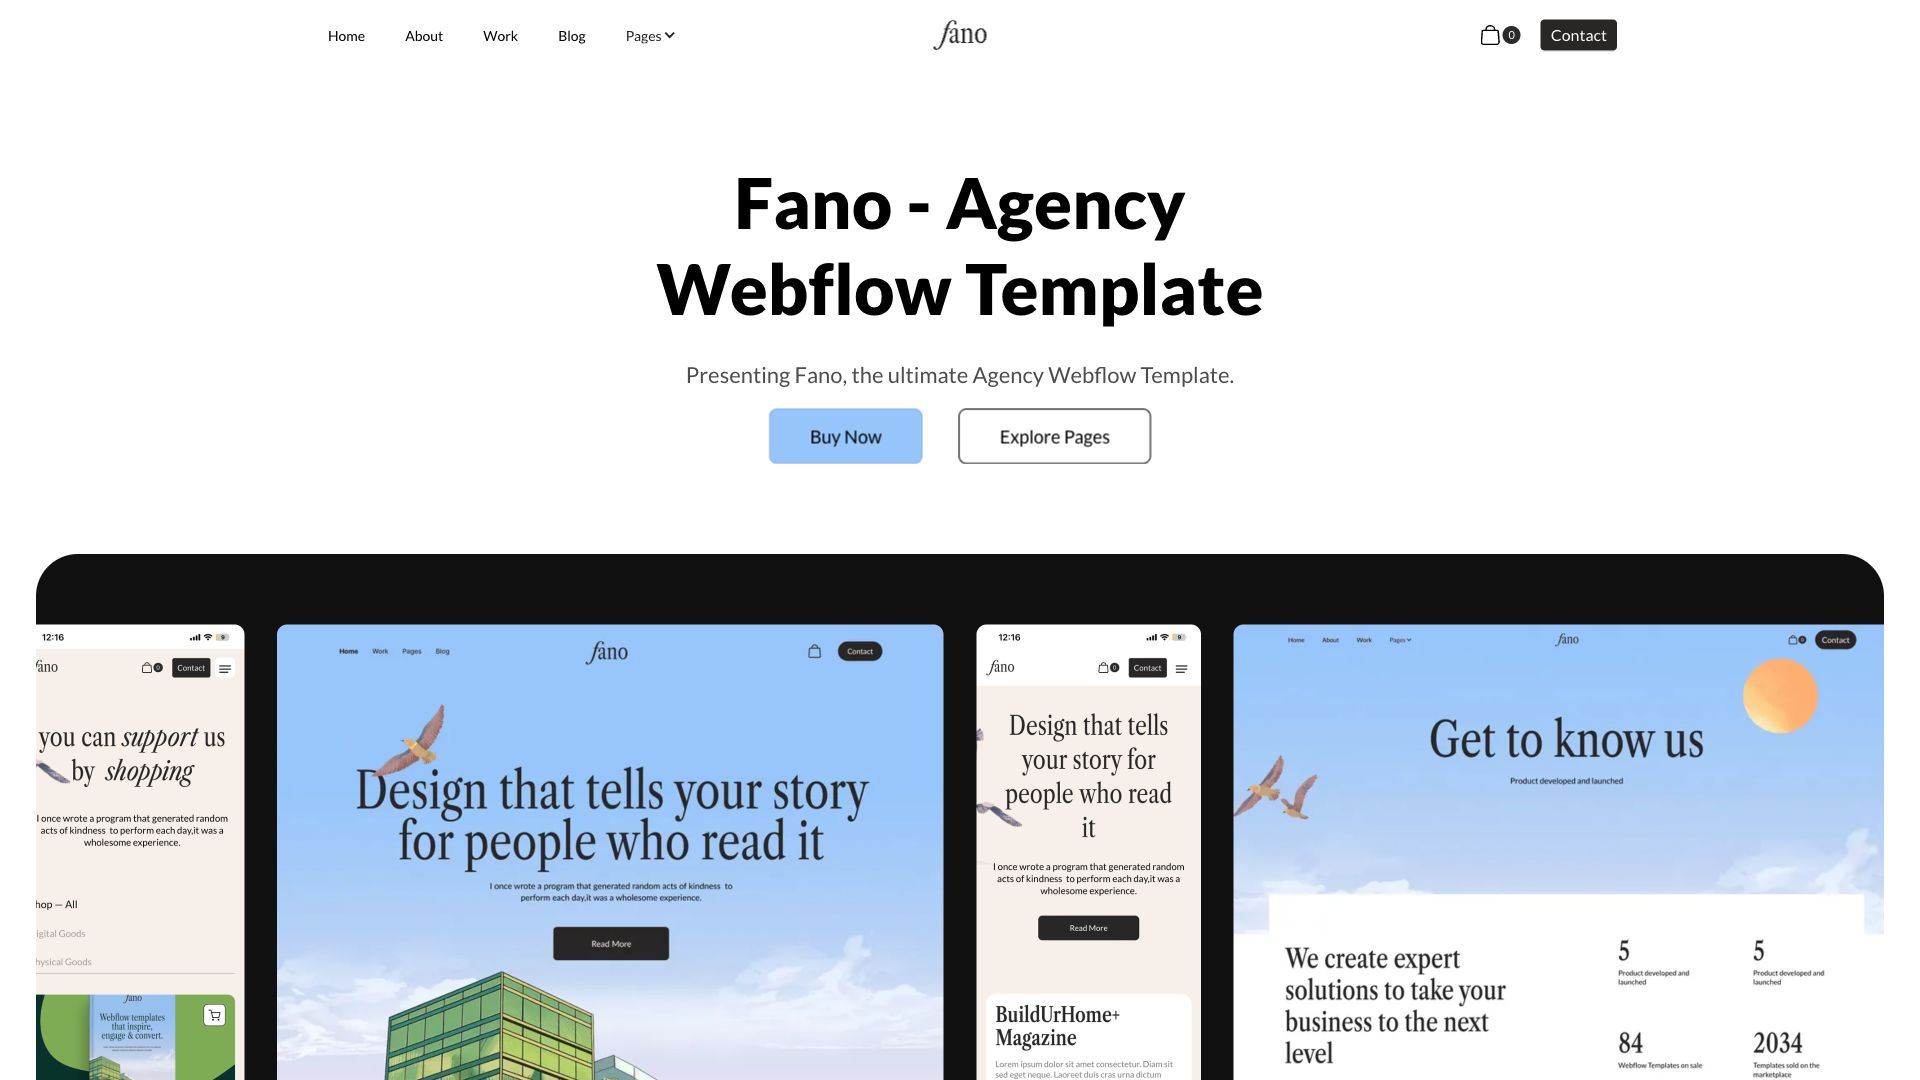 Home
About
Work
Blog
Pages
fano
0
Contact
Fano - Agency
Webflow Template
Presenting Fano, the ultimate Agency Webflow Template.
Buy Now
Explore Pages
12:16
9
fano
0
Contact
you can support us
by shopping
I once wrote a program that generated random
acts of kindness to perform each day,it was a
wholesome experience.
hop — All
igital Goods
hysical Goods
fano
Webflow templates
that inspire,
engage & convert.
Home
Work
Pages
Blog
fano
Contact
Design that tells your story
for people who read it
I once wrote a program that generated random acts of kindness to
perform each day,it was a wholesome experience.
Read More
12:16
9
fano
0
Contact
Design that tells
your story for
people who read
it
I once wrote a program that generated random
acts of kindness to perform each day,it was a
wholesome experience.
Read More
BuildUrHome+
Magazine
Lorem ipsum dolor sit amet consectetur. Diam sit
sed eget neque. Laoreet duis cras urna dictum
Home
About
Work
Pages
fano
0
Contact
Get to know us
Product developed and launched
We create expert
solutions to take your
business to the next
level
5
Product developed and
launched
5
Product developed and
launched
84
Webflow Templates on sale
2034
Templates sold on the
marketplace